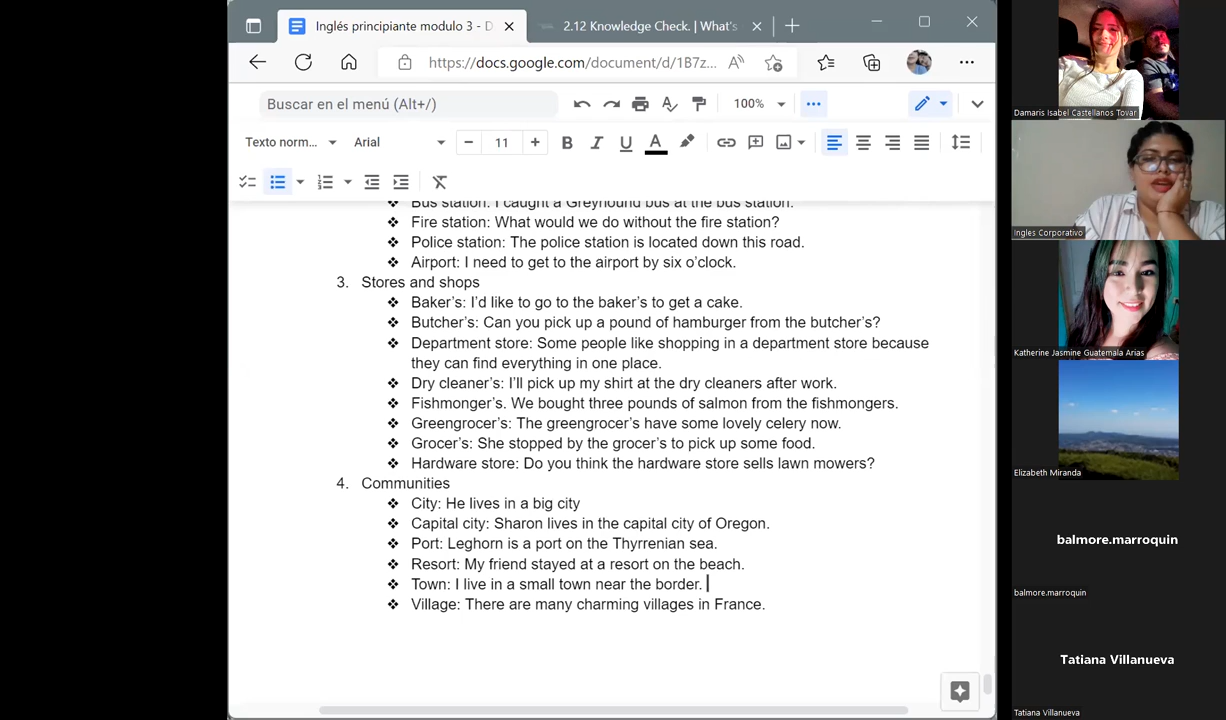 Inglés principiante modulo 3 - D
2.12 Knowledge Check. | What's
https://docs.google.com/document/d/1B7z...
Buscar en el menú (Alt+/)
100%
Texto norm...
Arial
11
Bus station: I caught a Greyhound bus at the bus station.
Fire station: What would we do without the fire station?
Police station: The police station is located down this road.
Airport: I need to get to the airport by six o’clock.
3. Stores and shops
Baker’s: I’d like to go to the baker’s to get a cake.
Butcher’s: Can you pick up a pound of hamburger from the butcher’s?
Department store: Some people like shopping in a department store because
they can find everything in one place.
Dry cleaner’s: I’ll pick up my shirt at the dry cleaners after work.
Fishmonger’s. We bought three pounds of salmon from the fishmongers.
Greengrocer’s: The greengrocer’s have some lovely celery now.
Grocer’s: She stopped by the grocer’s to pick up some food.
Hardware store: Do you think the hardware store sells lawn mowers?
4. Communities
City: He lives in a big city
Capital city: Sharon lives in the capital city of Oregon.
Port: Leghorn is a port on the Thyrrenian sea.
Resort: My friend stayed at a resort on the beach.
Town: I live in a small town near the border.
Village: There are many charming villages in France.
Damaris Isabel Castellanos Tovar
Ingles Corporativo
Katherine Jasmine Guatemala Arias
Elizabeth Miranda
balmore.marroquin
balmore.marroquin
Tatiana Villanueva
Tatiana Villanueva